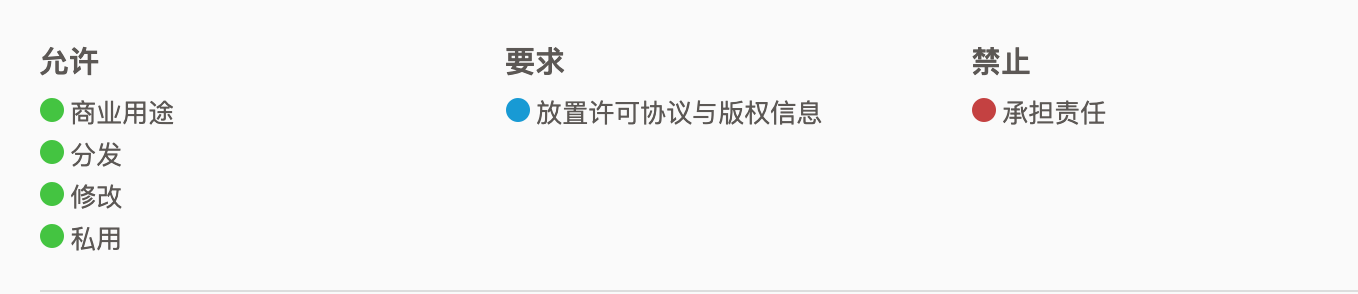 允许
商业用途
分发
修改
私用
要求
放置许可协议与版权信息
禁止
承担责任